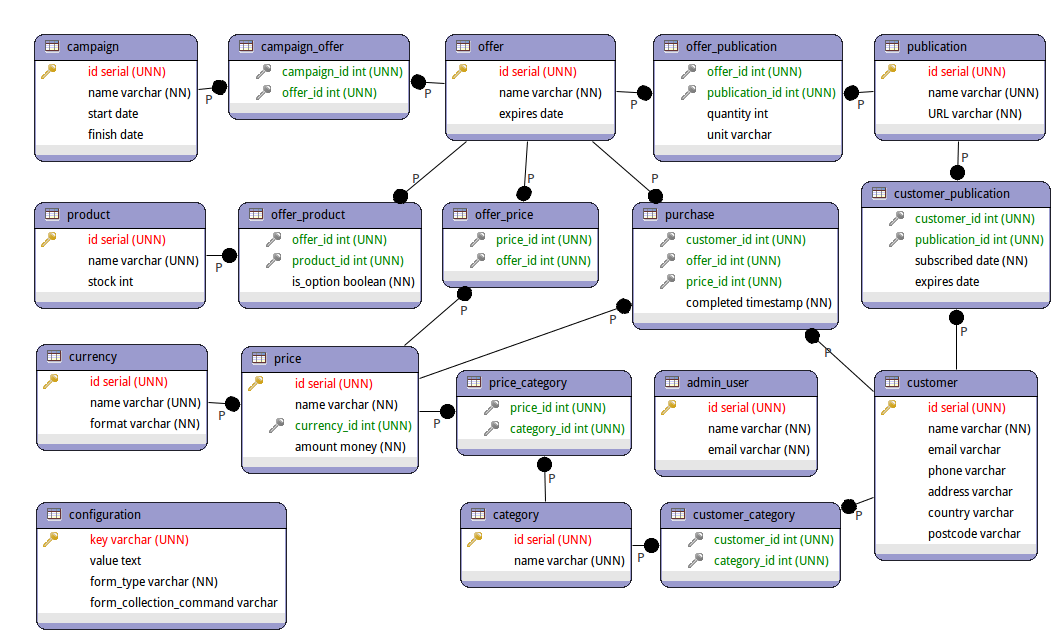 campaign
id serial (UNN)
name varchar (NN)
start date
finish date
P
campaign_offer
campaign_id int (UNN)
offer_id int (UNN)
P
offer
id serial (UNN)
name varchar (NN)
expires date
P
offer_publication
offer_id int (UNN)
publication_id int (UNN)
quantity int
unit varchar
P
publication
id serial (UNN)
name varchar (UNN)
URL varchar (NN)
P
P
P
P
product
id serial (UNN)
name varchar (UNN)
stock int
P
offer_product
offer_id int (UNN)
product_id int (UNN)
is_option boolean (NN)
offer_price
price_id int (UNN)
offer_id int (UNN)
P
purchase
customer_id int (UNN)
offer_id int (UNN)
price_id int (UNN)
completed timestamp (NN)
P
P
customer_publication
customer_id int (UNN)
publication_id int (UNN)
subscribed date (NN)
expires date
P
currency
id serial (UNN)
name varchar (UNN)
format varchar (NN)
P
price
id serial (UNN)
name varchar (NN)
currency_id int (UNN)
amount money (NN)
P
price_category
price_id int (UNN)
category_id int (UNN)
P
admin_user
id serial (UNN)
name varchar (NN)
email varchar (NN)
customer
id serial (UNN)
name varchar (NN)
email varchar
phone varchar
address varchar
country varchar
postcode varchar
P
configuration
key varchar (UNN)
value text
form_type varchar (NN)
form_collection_command varchar
category
id serial (UNN)
name varchar (UNN)
P
customer_category
customer_id int (UNN)
category_id int (UNN)